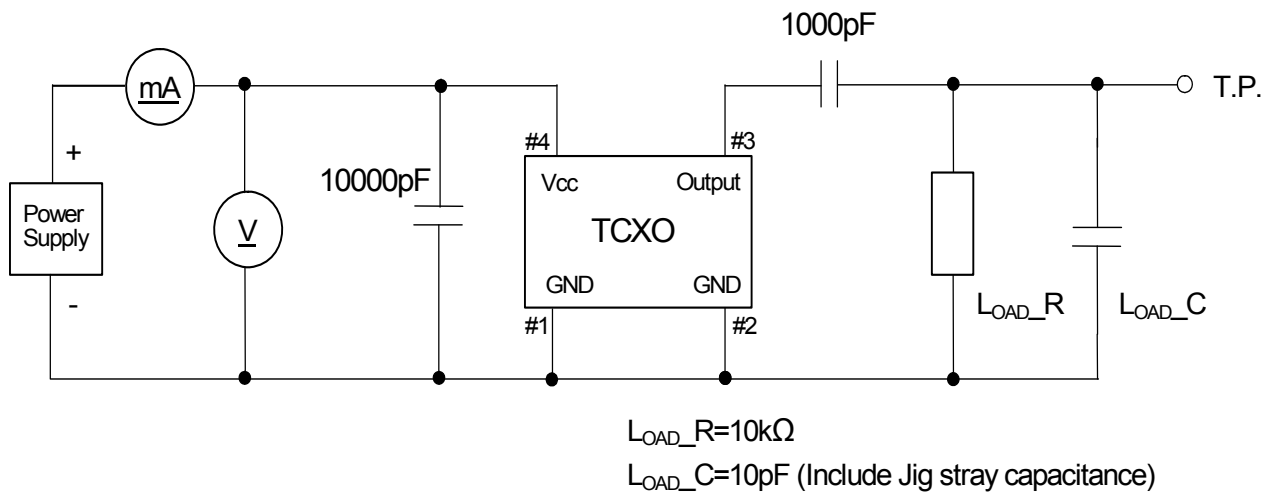 1000pF
mA
T.P.
#4
#3
+
10000pF
Vcc
Output
Power
Supply
V
TCXO
GND
GND
-
LOAD_R
LOAD_C
#1
#2
LOAD_R=10kΩ
LOAD_C=10pF (Include Jig stray capacitance)